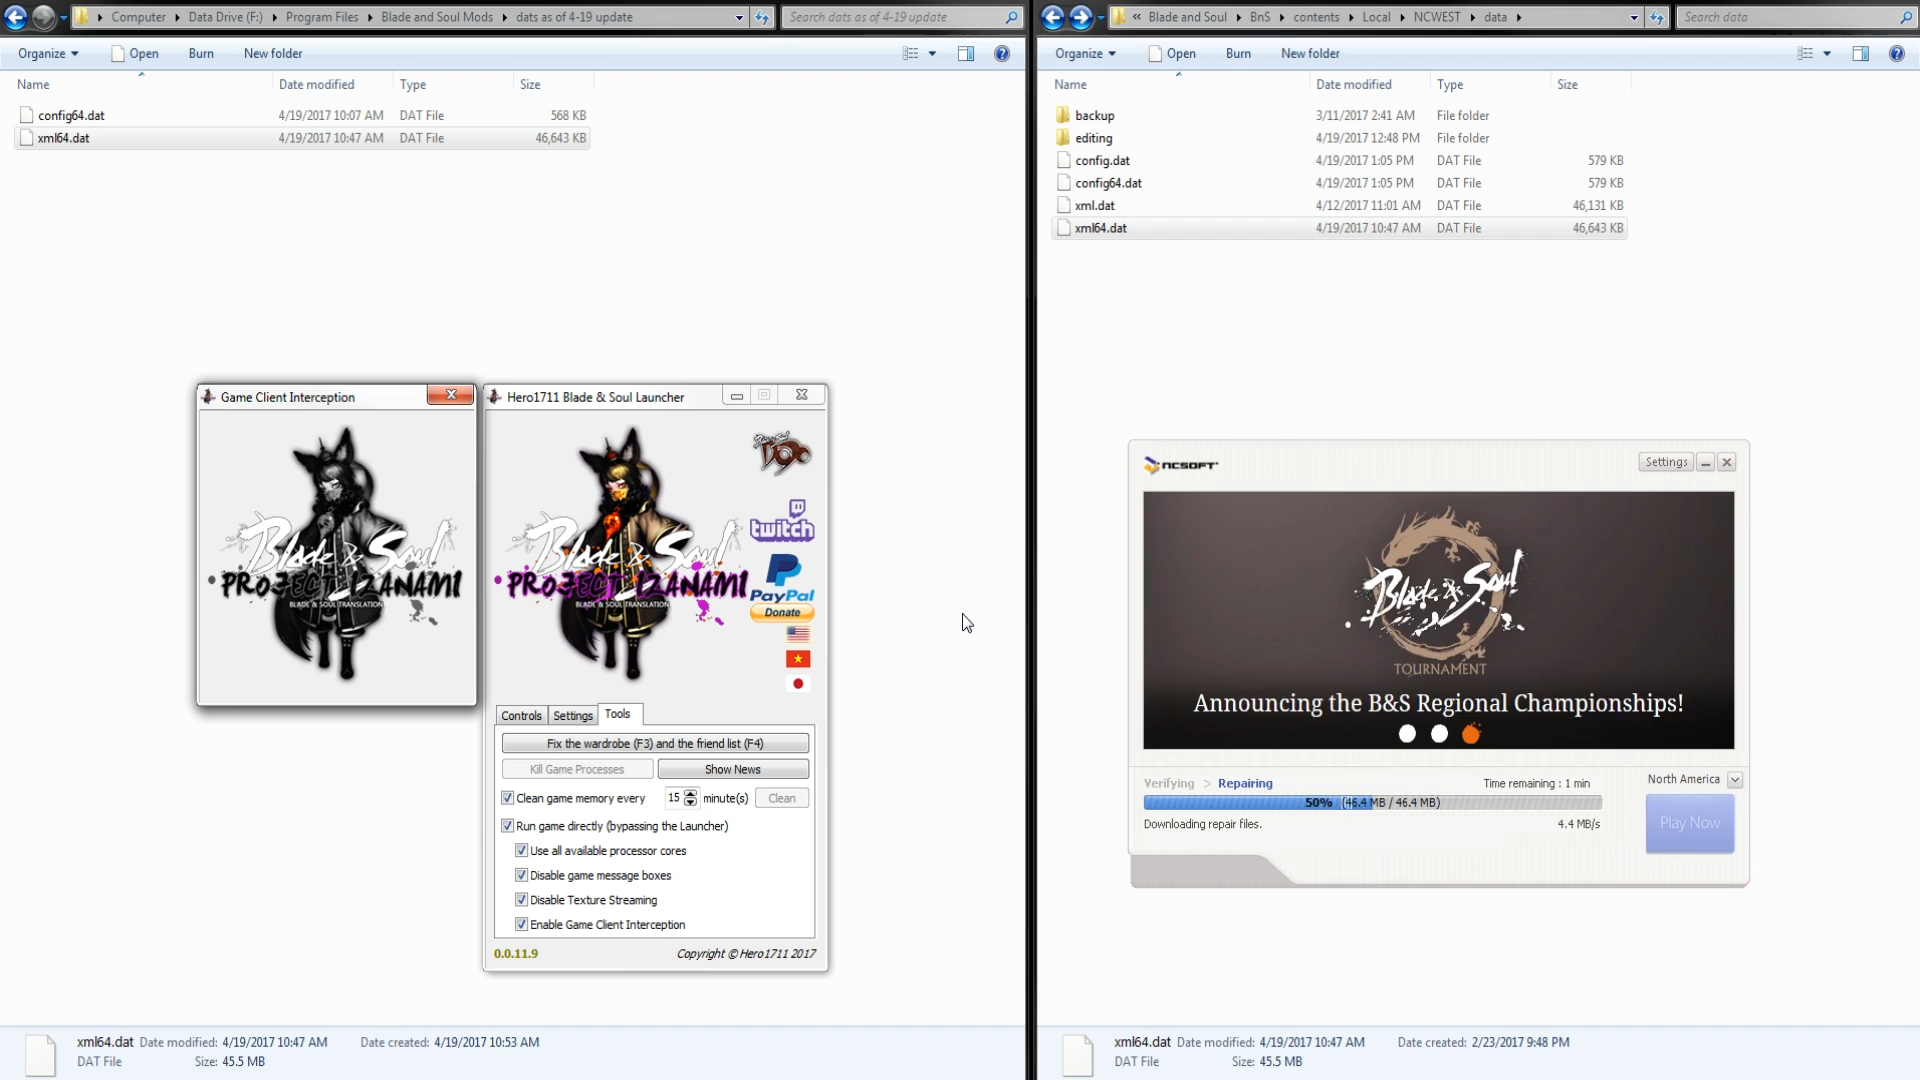 Computer ▸ Data Drive (F:) ▸ Program Files ▸ Blade and Soul Mods ▸ dats as of 4-19 update
Search dats as of 4-19 update
Organize Open Burn New folder
Name Date modified Type Size
config64.dat 4/19/2017 10:07 AM DAT File 568 KB
xml64.dat 4/19/2017 10:47 AM DAT File 46,643 KB
« Blade and Soul ▸ BnS ▸ contents ▸ Local ▸ NCWEST ▸ data ▸
Search data
Organize Open Burn New folder
Name Date modified Type Size
backup 3/11/2017 2:41 AM File folder
editing 4/19/2017 12:48 PM File folder
config.dat 4/19/2017 1:05 PM DAT File 579 KB
config64.dat 4/19/2017 1:05 PM DAT File 579 KB
xml.dat 4/12/2017 11:01 AM DAT File 46,131 KB
xml64.dat 4/19/2017 10:47 AM DAT File 46,643 KB
Game Client Interception
Blade & Soul
PROJECT IZANAMI
BLADE & SOUL TRANSLATION
Hero1711 Blade & Soul Launcher
Blade & Soul
PROJECT IZANAMI
BLADE & SOUL TRANSLATION
twitch
PayPal
Donate
Controls Settings Tools
Fix the wardrobe (F3) and the friend list (F4)
Kill Game Processes Show News
Clean game memory every 15 minute(s) Clean
Run game directly (bypassing the Launcher)
Use all available processor cores
Disable game message boxes
Disable Texture Streaming
Enable Game Client Interception
0.0.11.9 Copyright © Hero1711 2017
NCSOFT
Settings
Blade & Soul
TOURNAMENT
Announcing the B&S Regional Championships!
Verifying > Repairing Time remaining : 1 min
50% (46.4 MB / 46.4 MB)
Downloading repair files. 4.4 MB/s
North America
Play Now
xml64.dat Date modified: 4/19/2017 10:47 AM Date created: 4/19/2017 10:53 AM
DAT File Size: 45.5 MB
xml64.dat Date modified: 4/19/2017 10:47 AM Date created: 2/23/2017 9:48 PM
DAT File Size: 45.5 MB